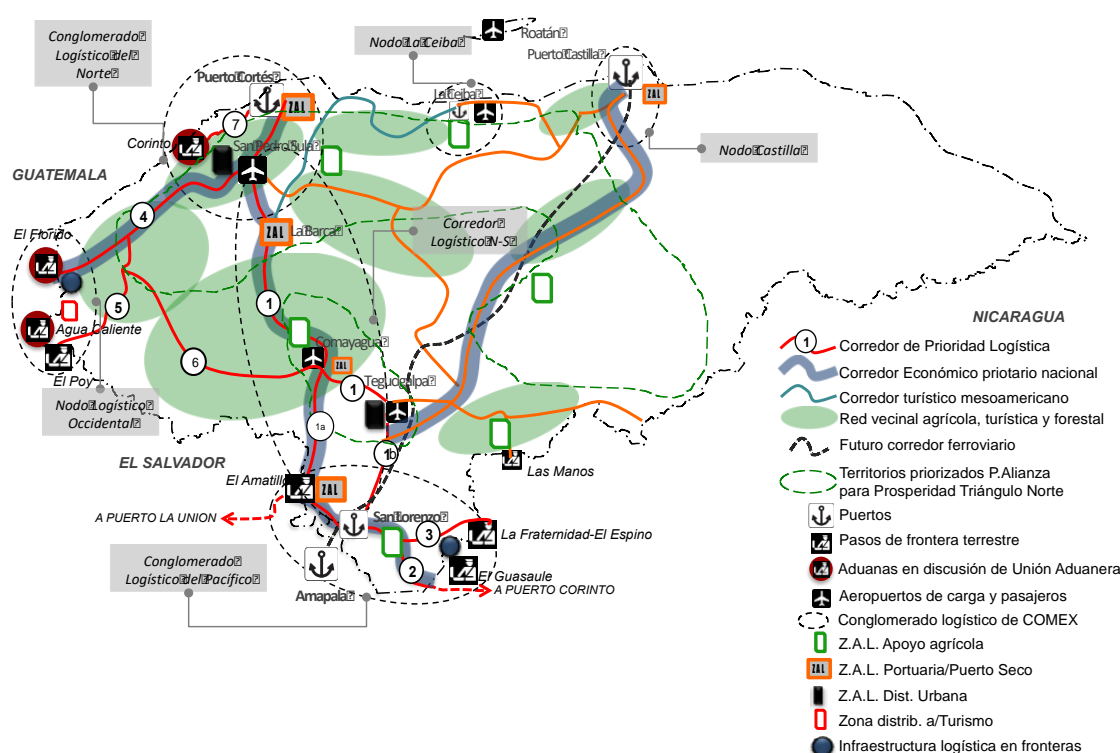 Conglomerado
Logístico del
Norte
Nodo La Ceiba
Roatán
Puerto Castilla
Puerto Cortés
ZAL
La Ceiba
ZAL
7
Corinto
San Pedro Sula
Nodo Castilla
GUATEMALA
4
El Florido
ZAL
La Barca
Corredor
Logístico N-S
1
5
Agua Caliente
El Poy
6
Comayagua
ZAL
Nodo Logístico
Occidental
1
Tegucigalpa
1a
1b
EL SALVADOR
El Amatillo
ZAL
Las Manos
A PUERTO LA UNION
San Lorenzo
3
La Fraternidad-El Espino
2
El Guasaule
A PUERTO CORINTO
Amapala
Conglomerado
Logístico del Pacífico
NICARAGUA
1
Corredor de Prioridad Logística
Corredor Económico priotario nacional
Corredor turístico mesoamericano
Red vecinal agrícola, turística y forestal
Futuro corredor ferroviario
Territorios priorizados P.Alianza
para Prosperidad Triángulo Norte
Puertos
Pasos de frontera terrestre
Aduanas en discusión de Unión Aduanera
Aeropuertos de carga y pasajeros
Conglomerado logístico de COMEX
Z.A.L. Apoyo agrícola
ZAL
Z.A.L. Portuaria/Puerto Seco
Z.A.L. Dist. Urbana
Zona distrib. a/Turismo
Infraestructura logística en fronteras